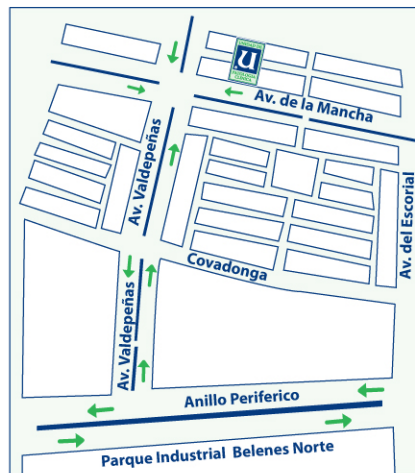 u
Av. de la Mancha
Av. Valdepeñas
Av. del Escorial
Covadonga
Av. Valdepeñas
Anillo Periferico
Parque Industrial Belenes Norte